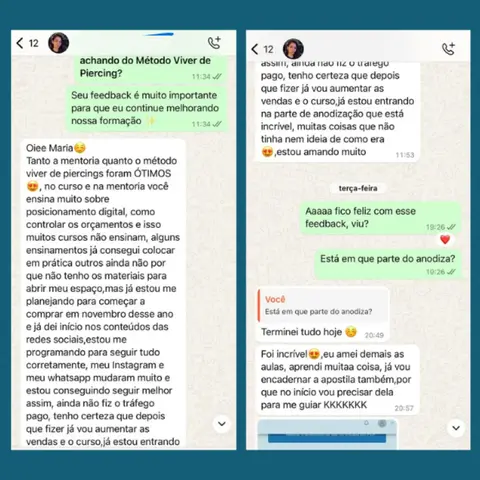 12
achando do Método Viver de
Piercing?
11:34
Seu feedback é muito importante
para que eu continue melhorando
nossa formação ✨
11:34
Oiee Maria😌
Tanto a mentoria quanto o método
viver de piercings foram ÓTIMOS
😍, no curso e na mentoria você
ensina muito sobre
posicionamento digital, como
controlar os orçamentos e isso
muitos cursos não ensinam, alguns
ensinamentos já consegui colocar
em prática outros ainda não por
que não tenho os materiais para
abrir meu espaço,mas já estou me
planejando para começar a
comprar em novembro desse ano
e já dei início nos conteúdos das
redes sociais,estou me
programando para seguir tudo
corretamente, meu Instagram e
meu whatsapp mudaram muito e
estou conseguindo seguir melhor
assim, ainda não fiz o tráfego
pago, tenho certeza que depois
que fizer já vou aumentar as
vendas e o curso,já estou entrando
12
assim, ainda não fiz o tráfego
pago, tenho certeza que depois
que fizer já vou aumentar as
vendas e o curso,já estou entrando
na parte de anodização que está
incrível, muitas coisas que não
tinha nem ideia de como era
😍,estou amando muito
11:53
terça-feira
Aaaaa fico feliz com esse
feedback, viu?
19:26
Está em que parte do anodiza?
19:26
Você
Está em que parte do anodiza?
Terminei tudo hoje 😌
20:49
Foi incrível😍,eu amei demais as
aulas, aprendi muitaa coisa, já vou
encadernar a apostila também,por
que no início vou precisar dela
para me guiar KKKKKKK
20:57